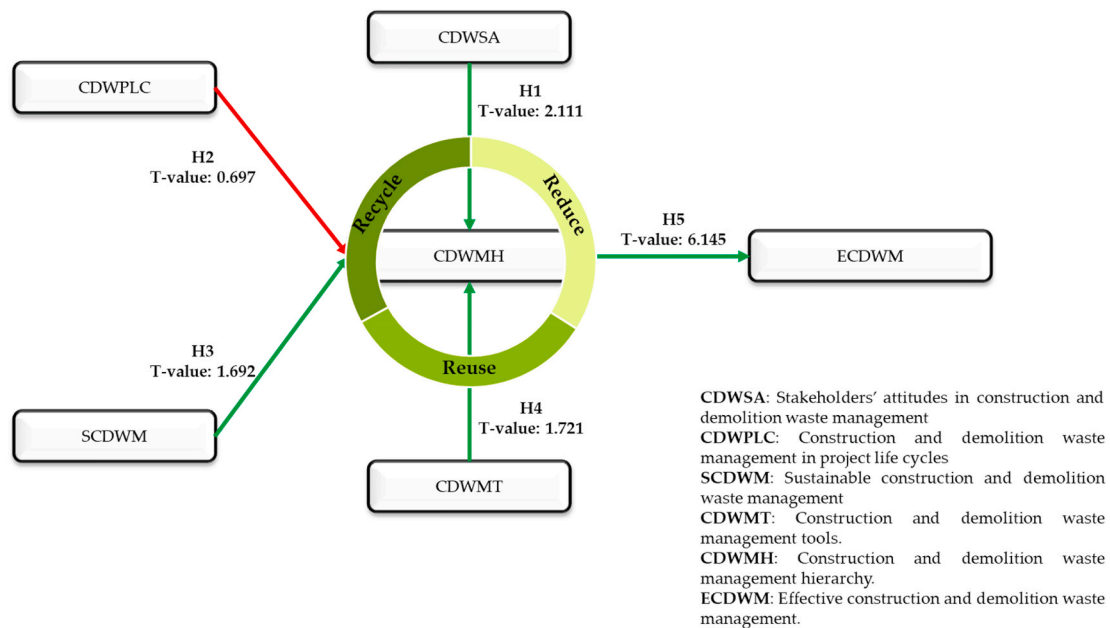 CDWSA
CDWPLC
H1
T-value: 2.111
H2
T-value: 0.697
Recycle
Reduce
CDWMH
H5
T-value: 6.145
ECDWM
H3
T-value: 1.692
Reuse
SCDWM
H4
T-value: 1.721
CDWMT
CDWSA: Stakeholders’ attitudes in construction and
demolition waste management
CDWPLC: Construction and demolition waste
management in project life cycles
SCDWM: Sustainable construction and demolition
waste management
CDWMT: Construction and demolition waste
management tools.
CDWMH: Construction and demolition waste
management hierarchy.
ECDWM: Effective construction and demolition waste
management.